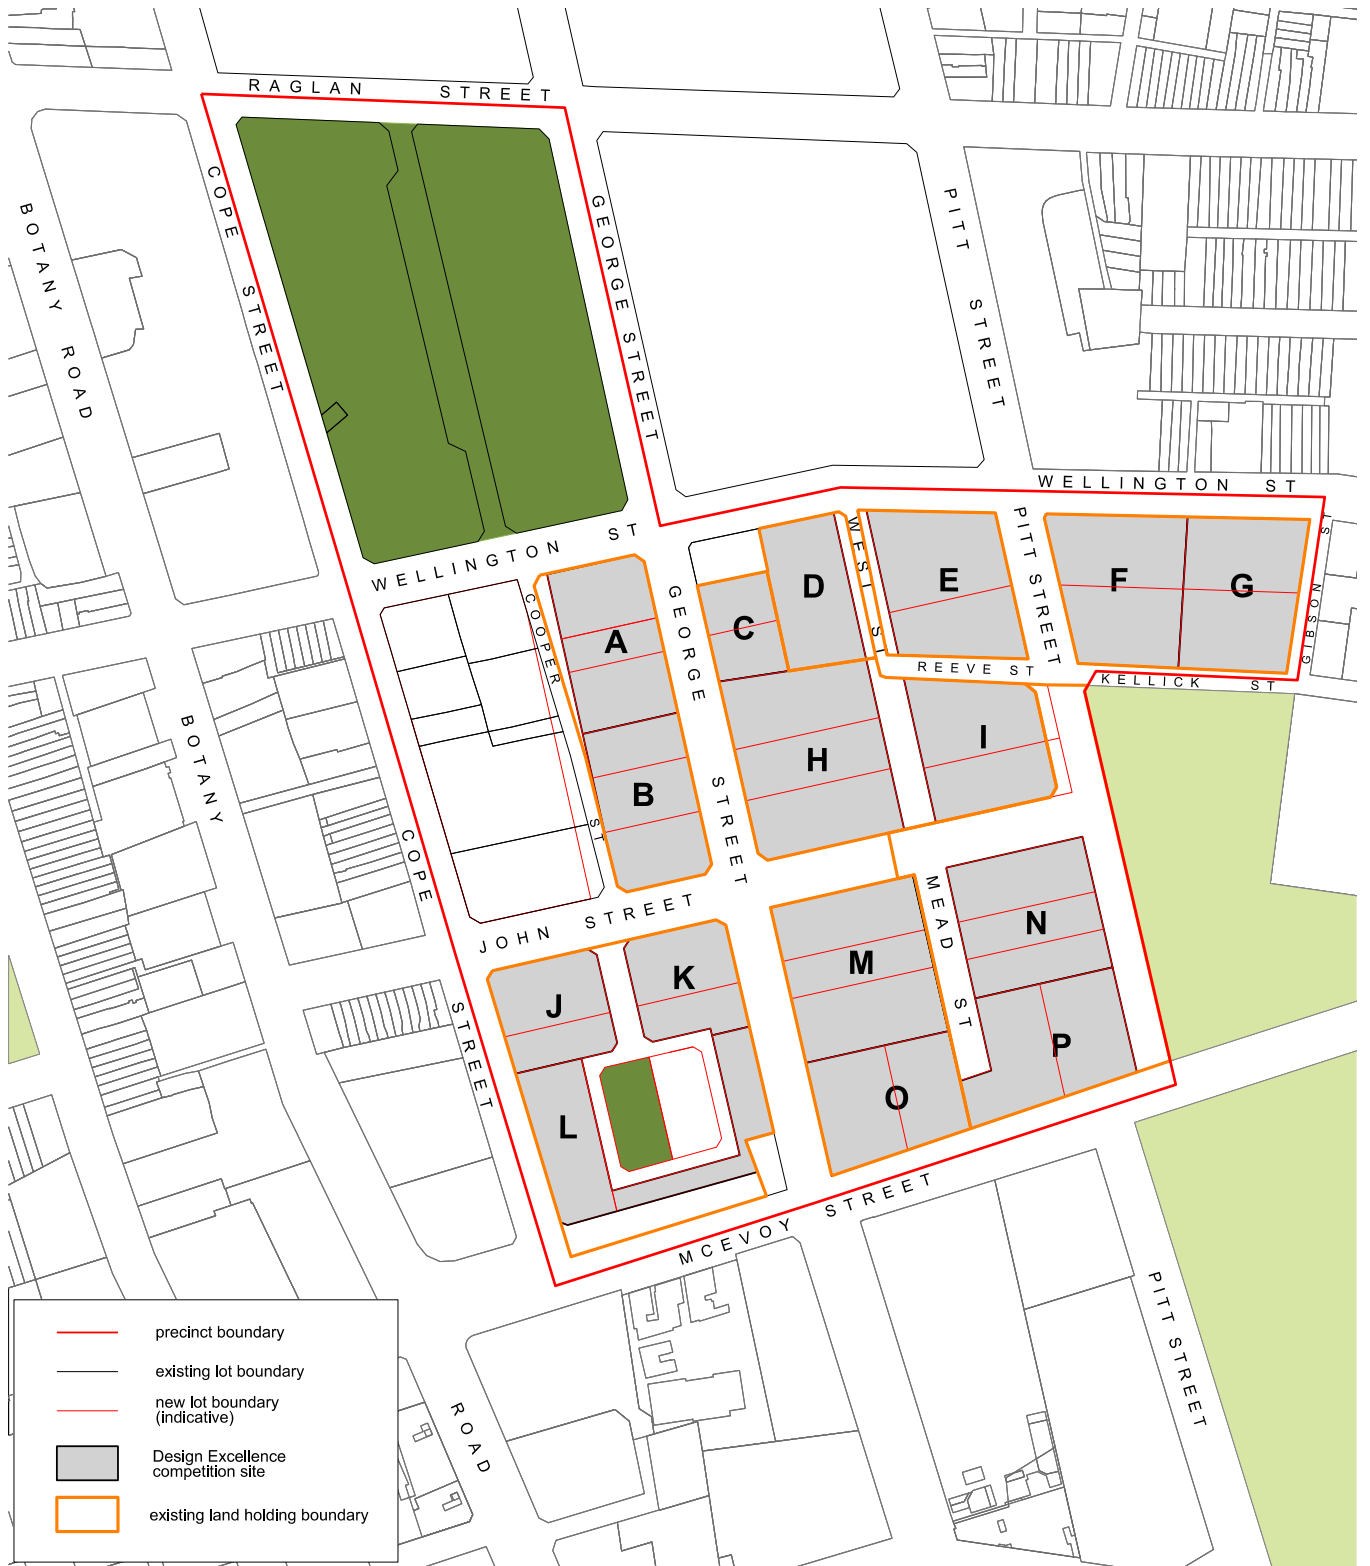 RAGLAN STREET
COPE STREET
GEORGE STREET
PITT STREET
BOTANY ROAD
WELLINGTON ST
WELLINGTON ST
PITT STREET
WEST ST
GIBSON ST
COOPER ST
GEORGE STREET
A
B
C
D
E
F
G
REEVE ST
KELLICK ST
H
I
BOTANY
COPE STREET
JOHN STREET
MEAD ST
J
K
L
M
N
O
P
MCEVOY STREET
PITT STREET
ROAD
precinct boundary
existing lot boundary
new lot boundary
(indicative)
Design Excellence
competition site
existing land holding boundary